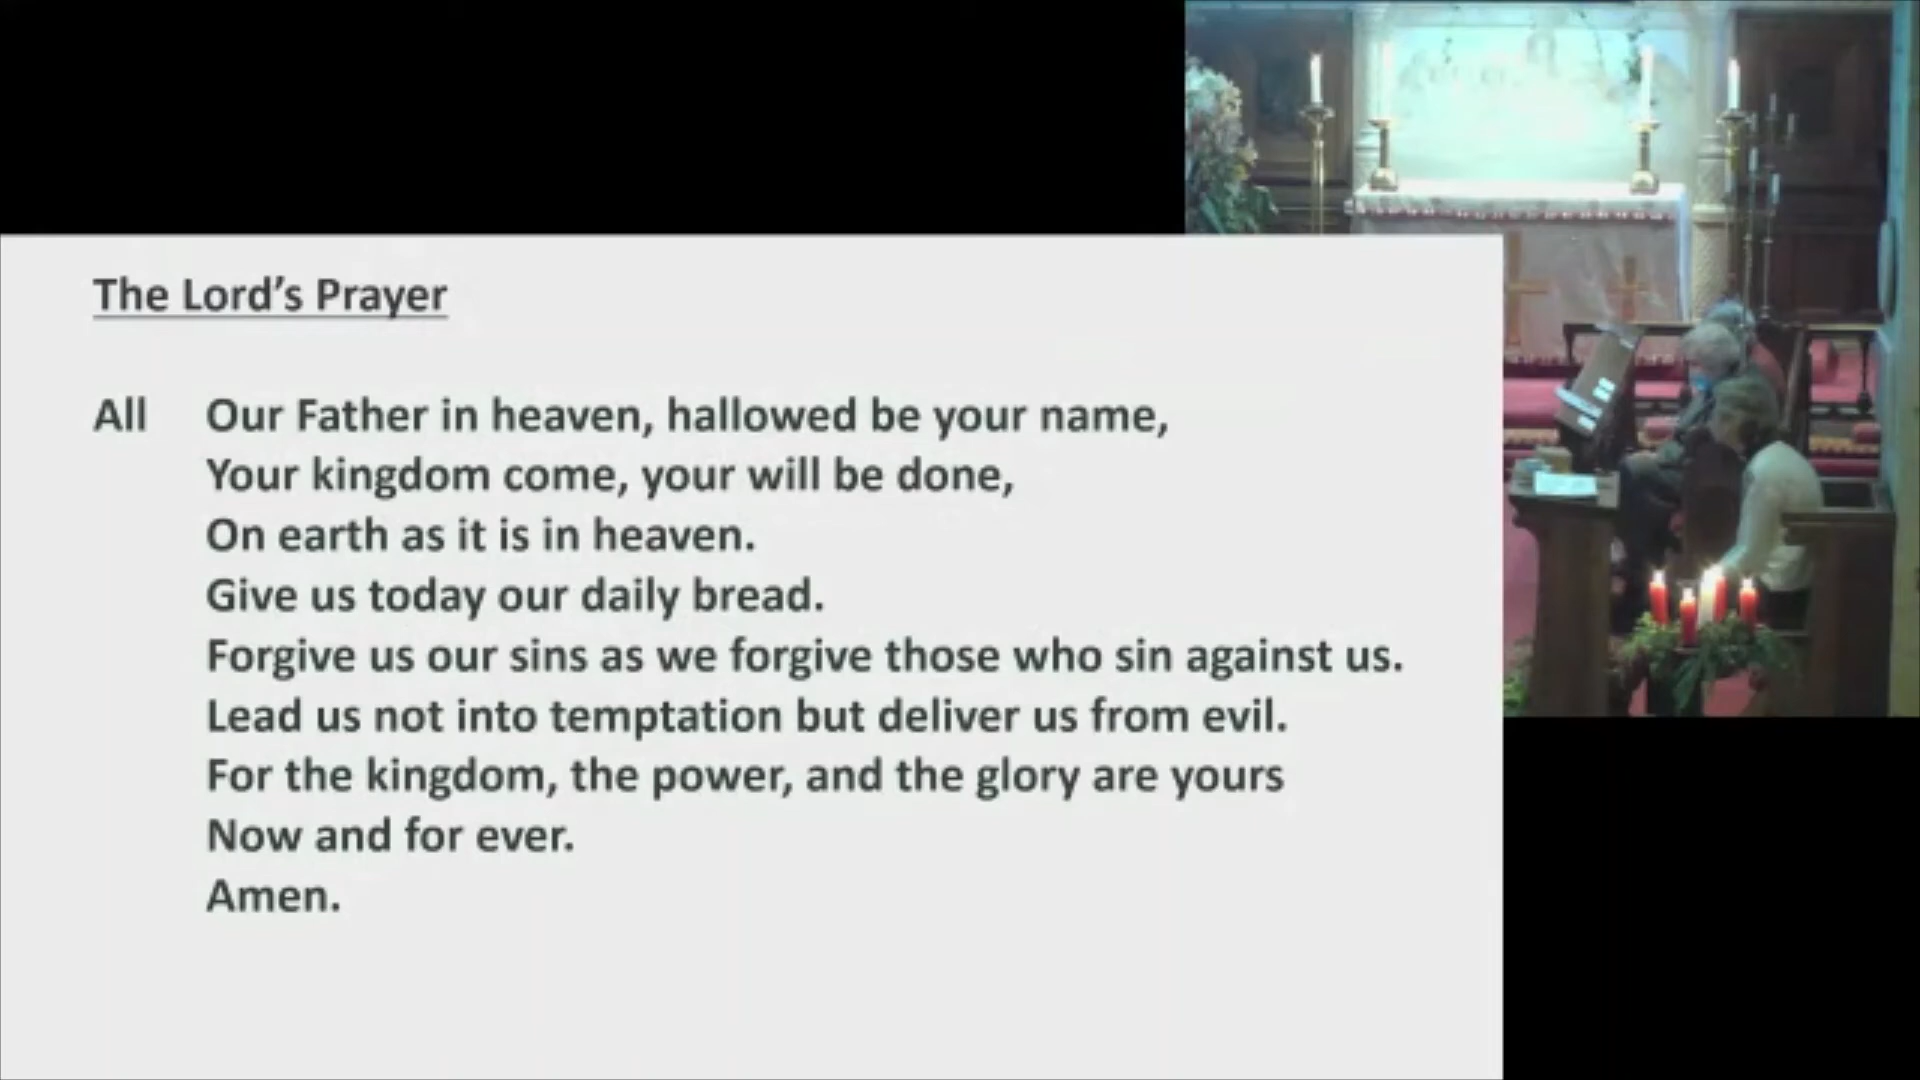 The Lord's Prayer
All Our Father in heaven, hallowed be your name,
Your kingdom come, your will be done,
On earth as it is in heaven.
Give us today our daily bread.
Forgive us our sins as we forgive those who sin against us.
Lead us not into temptation but deliver us from evil.
For the kingdom, the power, and the glory are yours
Now and for ever.
Amen.